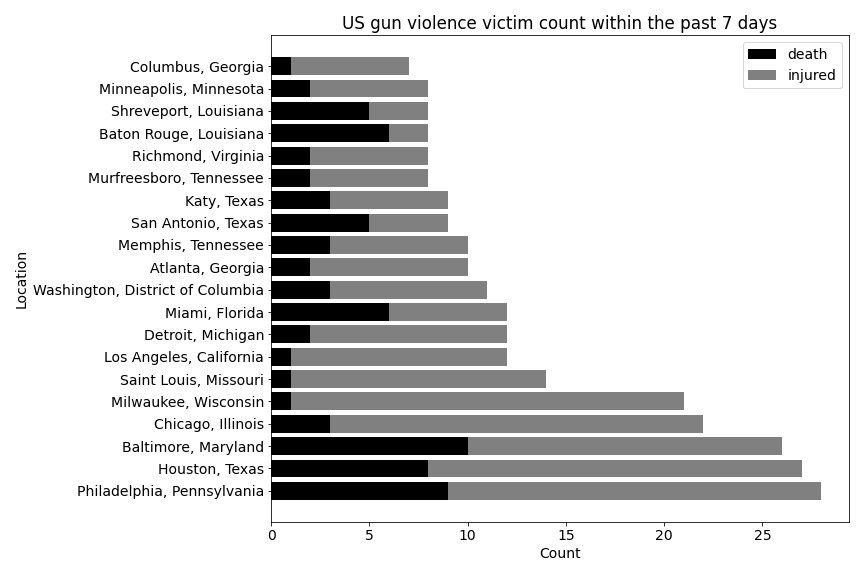 US gun violence victim count within the past 7 days
death
injured
Columbus, Georgia
Minneapolis, Minnesota
Shreveport, Louisiana
Baton Rouge, Louisiana
Richmond, Virginia
Murfreesboro, Tennessee
Katy, Texas
San Antonio, Texas
Memphis, Tennessee
Atlanta, Georgia
Washington, District of Columbia
Miami, Florida
Detroit, Michigan
Los Angeles, California
Saint Louis, Missouri
Milwaukee, Wisconsin
Chicago, Illinois
Baltimore, Maryland
Houston, Texas
Philadelphia, Pennsylvania
Location
0 5 10 15 20 25
Count